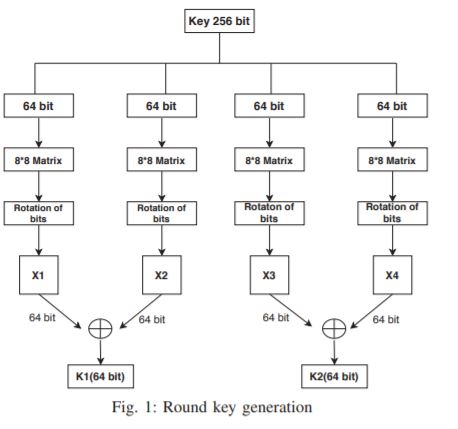 Key 256 bit
64 bit 64 bit 64 bit 64 bit
8*8 Matrix 8*8 Matrix 8*8 Matrix 8*8 Matrix
Rotation of bits Rotation of bits Rotaton of bits Rotation of bits
X1 X2 X3 X4
64 bit 64 bit 64 bit 64 bit
K1(64 bit) K2(64 bit)
Fig. 1: Round key generation